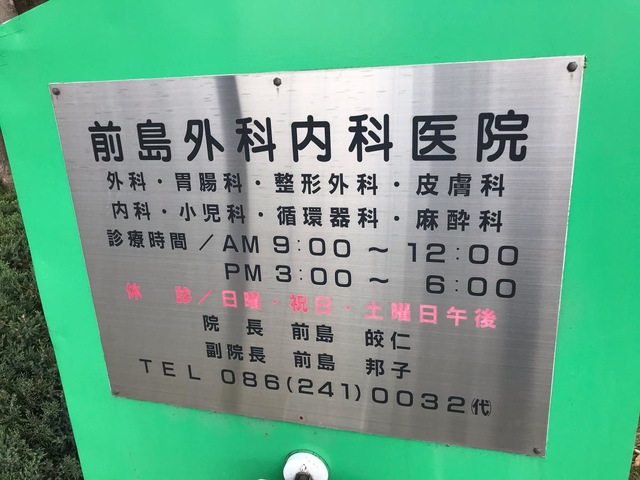 前島外科内科医院
外科・胃腸科・整形外科・皮膚科
内科・小児科・循環器科・麻酔科
診療時間／AM 9:00 ～ 12:00
PM 3:00 ～ 6:00
休 診／日曜・祝日・土曜日午後
院 長 前島 皎仁
副院長 前島 邦子
TEL 086(241)0032㈹